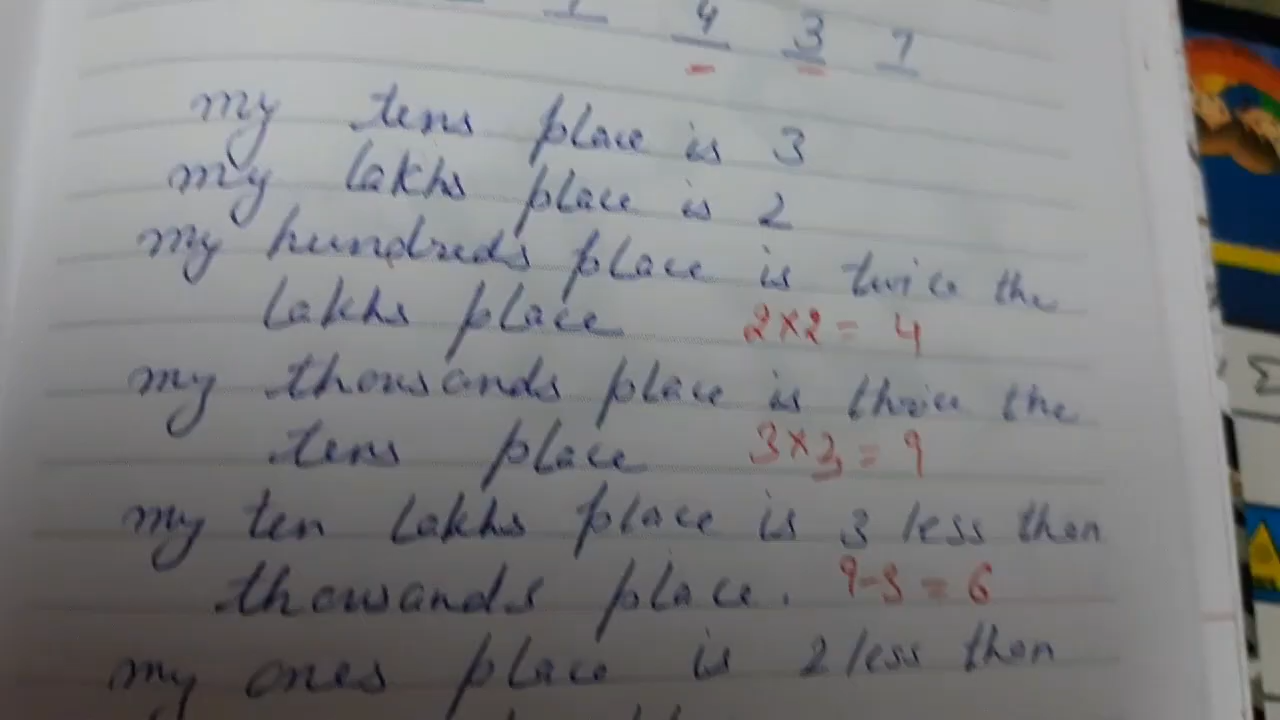 4 3 7
my tens place is 3
my lakhs place is 2
my hundreds place is twice the
lakhs place 2×2 = 4
my thousands place is thrice the
tens place 3×3 = 9
my ten lakhs place is 3 less than
thousands place. 9-3 = 6
my ones place is 2 less than